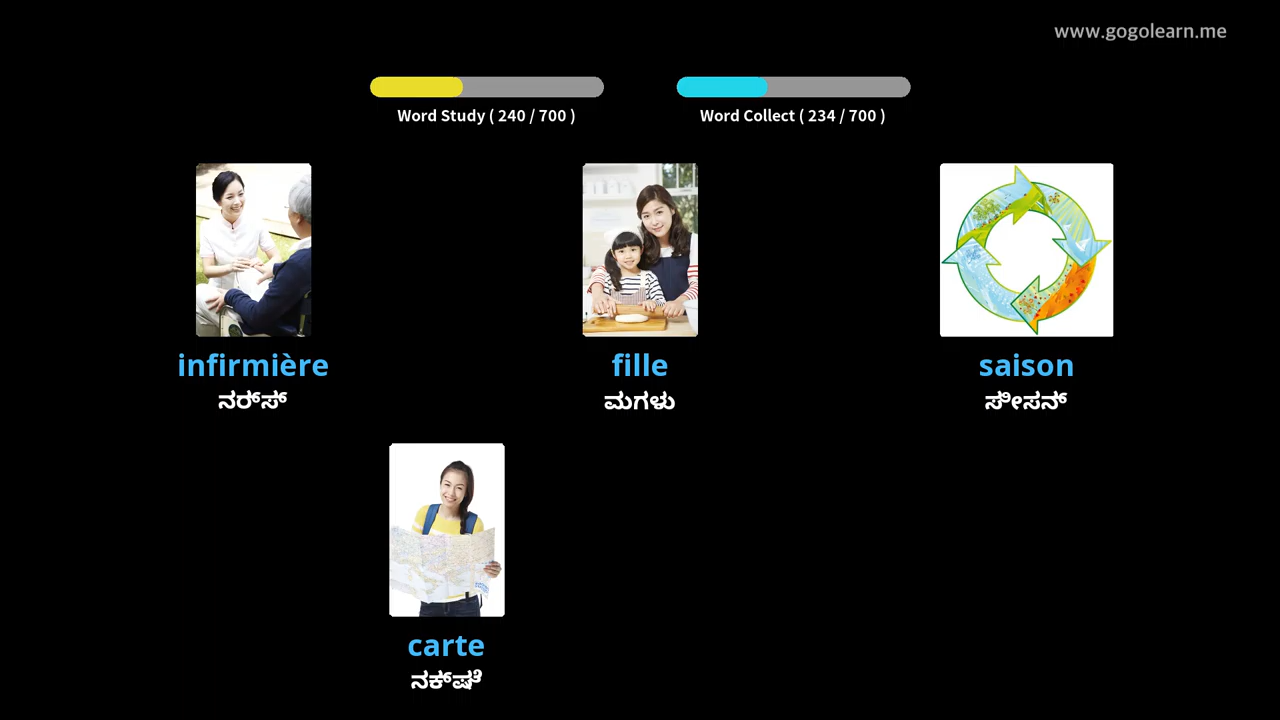 www.gogolearn.me
Word Study ( 240 / 700 )
Word Collect ( 234 / 700 )
infirmière
ನರ್ಸ್
fille
ಮಗಳು
saison
ಸೀಸನ್
carte
ನಕ್ಷೆ